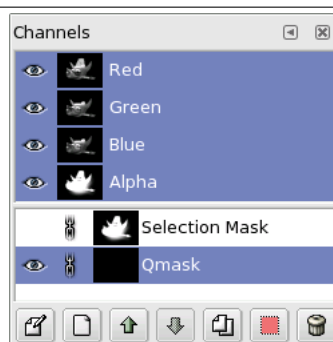 Channels
Red
Green
Blue
Alpha
Selection Mask
Qmask